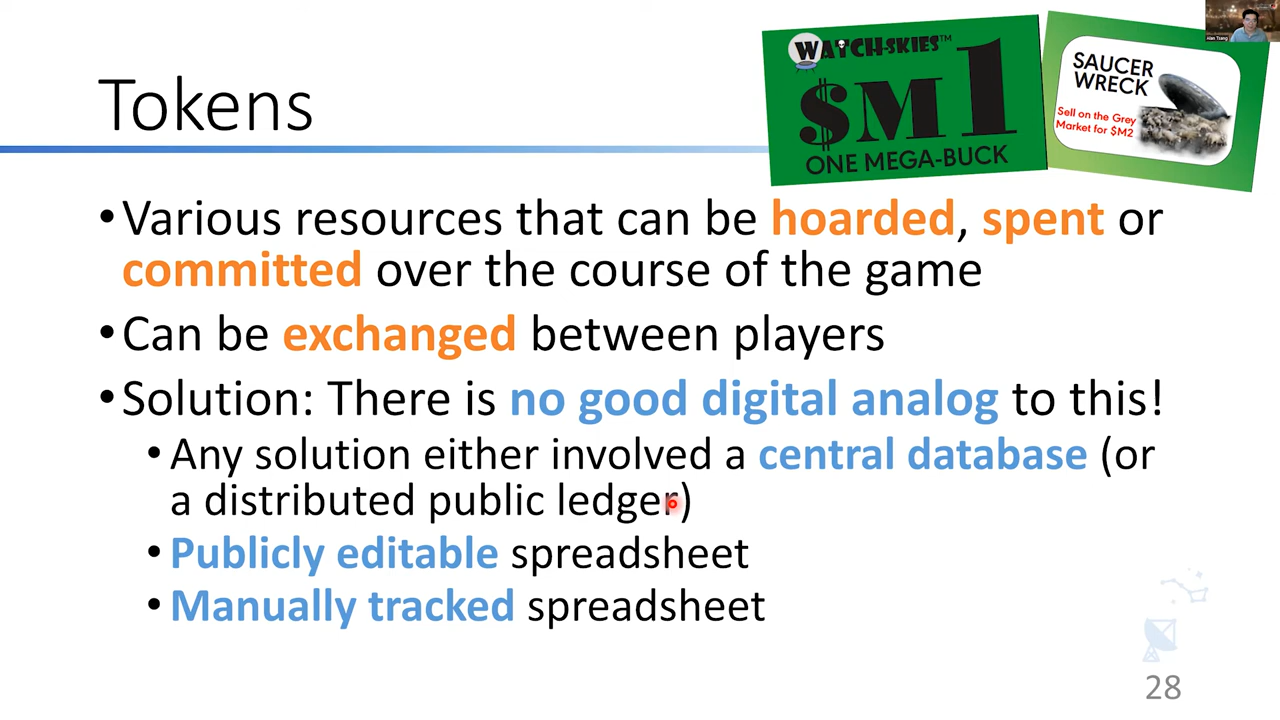 Tokens
WATCH-SKIES™
$M1
ONE MEGA-BUCK
SAUCER
WRECK
Sell on the Grey
Market for $M2
Alan Tsang
•Various resources that can be hoarded, spent or
committed over the course of the game
•Can be exchanged between players
•Solution: There is no good digital analog to this!
•Any solution either involved a central database (or
a distributed public ledger)
•Publicly editable spreadsheet
•Manually tracked spreadsheet
28